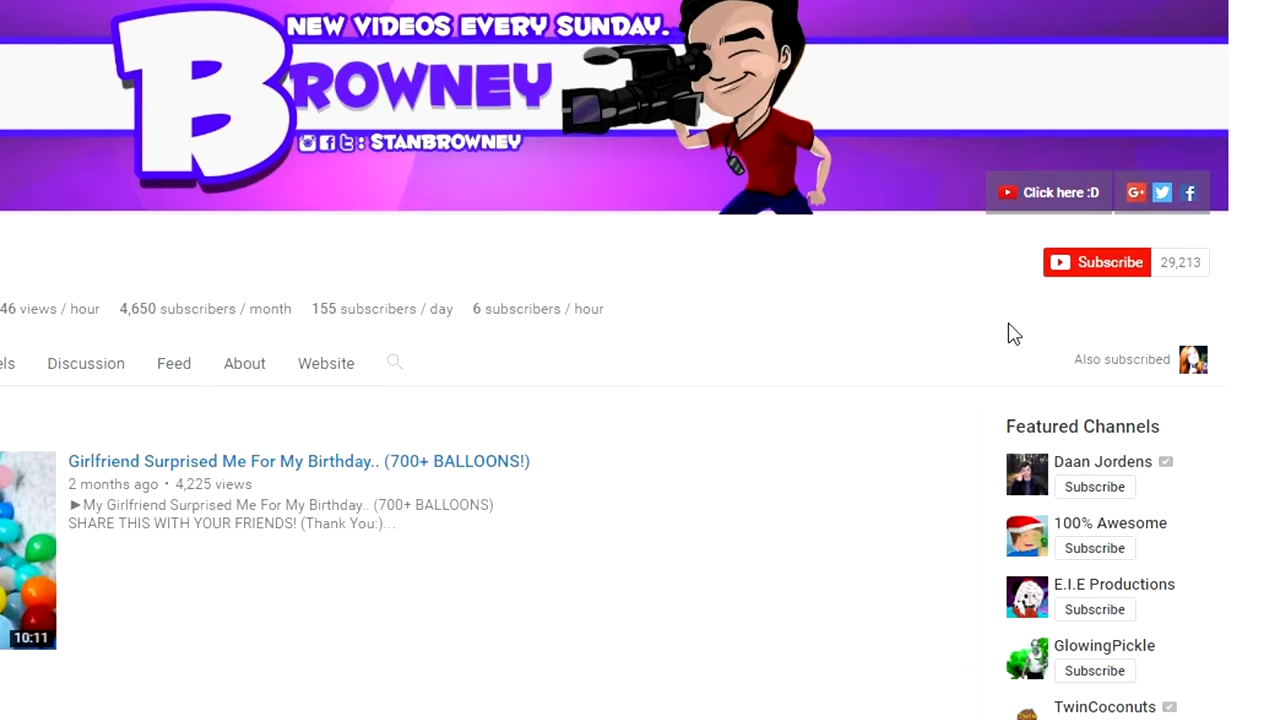 NEW VIDEOS EVERY SUNDAY.
BROWNEY
: STANBROWNEY
Click here :D
Subscribe 29,213
46 views / hour 4,650 subscribers / month 155 subscribers / day 6 subscribers / hour
els Discussion Feed About Website
Also subscribed
Girlfriend Surprised Me For My Birthday.. (700+ BALLOONS!)
2 months ago • 4,225 views
►My Girlfriend Surprised Me For My Birthday.. (700+ BALLOONS)
SHARE THIS WITH YOUR FRIENDS! (Thank You:)...
10:11
Featured Channels
Daan Jordens
Subscribe
100% Awesome
Subscribe
E.I.E Productions
Subscribe
GlowingPickle
Subscribe
TwinCoconuts